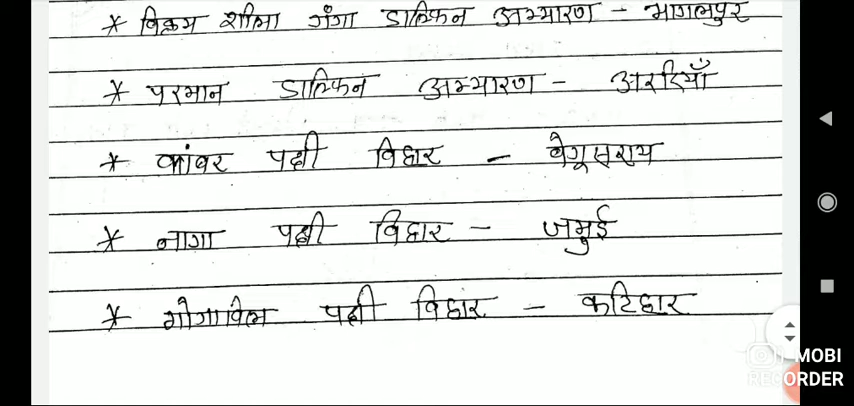 * विक्रम शीला गंगा डाल्फिन अभ्यारण - भागलपुर
* परमान डाल्फिन अभ्यारण - अररियाँ
* कांवर पक्षी विहार - बेगूसराय
* नागा पक्षी विहार - जमुई
* गोगाविल पक्षी विहार - कटिहार
MOBI
RECORDER